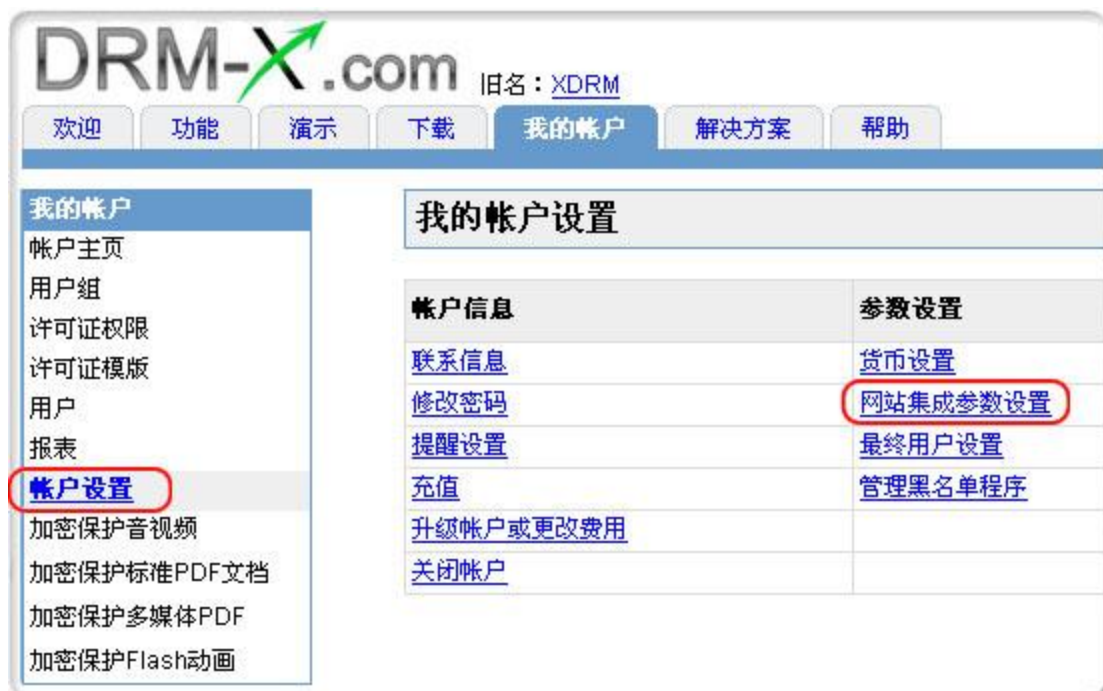 DRM-X.com 旧名：XDRM
欢迎 功能 演示 下载 我的帐户 解决方案 帮助
我的帐户
帐户主页
用户组
许可证权限
许可证模版
用户
报表
帐户设置
加密保护音视频
加密保护标准PDF文档
加密保护多媒体PDF
加密保护Flash动画
我的帐户设置
帐户信息 参数设置
联系信息 货币设置
修改密码 网站集成参数设置
提醒设置 最终用户设置
充值 管理黑名单程序
升级帐户或更改费用
关闭帐户